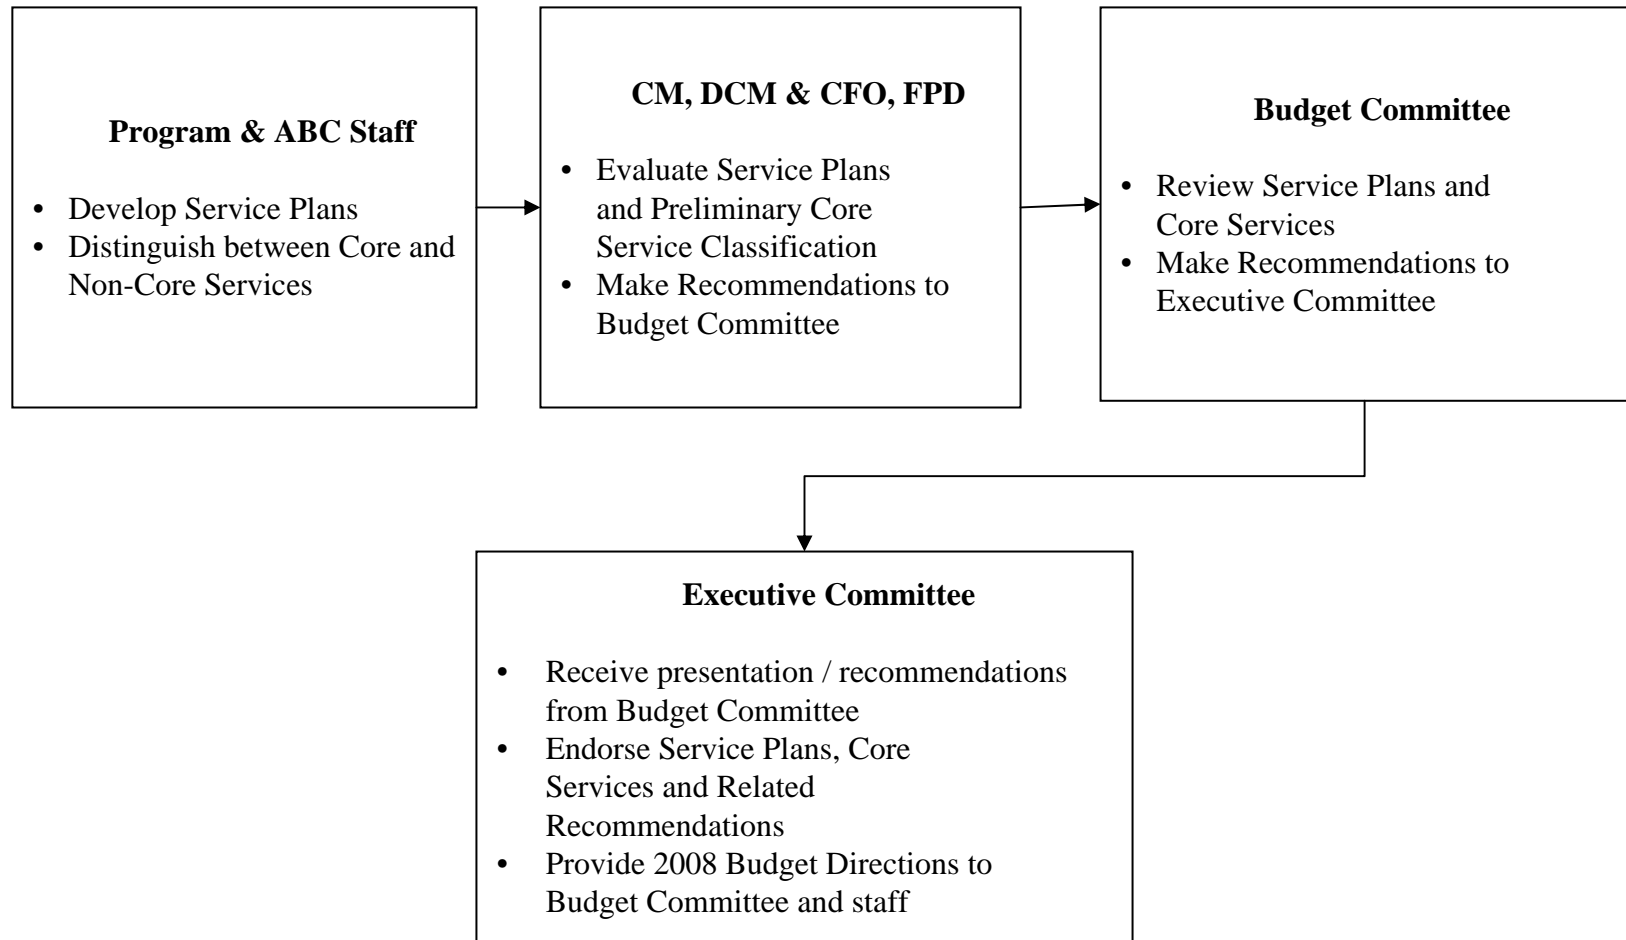 Program & ABC Staff
• Develop Service Plans
• Distinguish between Core and
Non-Core Services
CM, DCM & CFO, FPD
• Evaluate Service Plans
and Preliminary Core
Service Classification
• Make Recommendations to
Budget Committee
Budget Committee
• Review Service Plans and
Core Services
• Make Recommendations to
Executive Committee
Executive Committee
• Receive presentation / recommendations
from Budget Committee
• Endorse Service Plans, Core
Services and Related
Recommendations
• Provide 2008 Budget Directions to
Budget Committee and staff